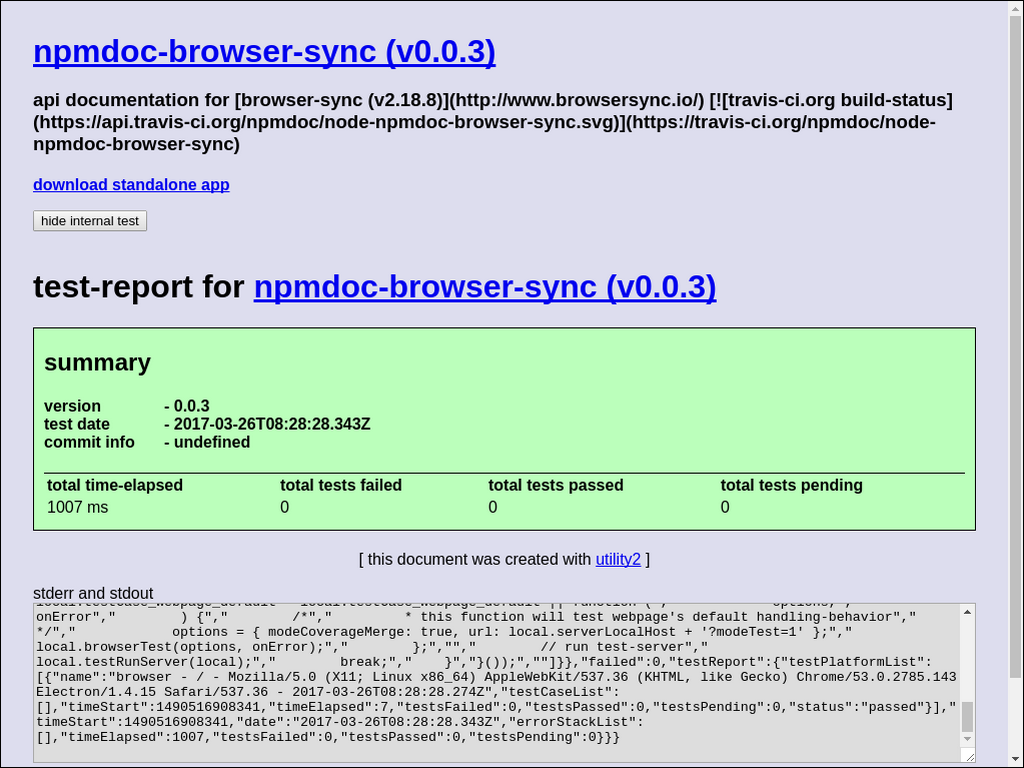 npmdoc-browser-sync (v0.0.3)
api documentation for [browser-sync (v2.18.8)](http://www.browsersync.io/) [![travis-ci.org build-status]
(https://api.travis-ci.org/npmdoc/node-npmdoc-browser-sync.svg)](https://travis-ci.org/npmdoc/node-
npmdoc-browser-sync)
download standalone app
hide internal test
test-report for npmdoc-browser-sync (v0.0.3)
summary
version - 0.0.3
test date - 2017-03-26T08:28:28.343Z
commit info - undefined
total time-elapsed total tests failed total tests passed total tests pending
1007 ms 0 0 0
[ this document was created with utility2 ]
stderr and stdout
onError"," ) {"," /*"," * this function will test webpage's default handling-behavior","
*/"," options = { modeCoverageMerge: true, url: local.serverLocalHost + '?modeTest=1' };","
local.browserTest(options, onError);"," };",""," // run test-server","
local.testRunServer(local);"," break;"," }","}());",""]}},"failed":0,"testReport":{"testPlatformList":
[{"name":"browser - / - Mozilla/5.0 (X11; Linux x86_64) AppleWebKit/537.36 (KHTML, like Gecko) Chrome/53.0.2785.143
Electron/1.4.15 Safari/537.36 - 2017-03-26T08:28:28.274Z","testCaseList":
[],"timeStart":1490516908341,"timeElapsed":7,"testsFailed":0,"testsPassed":0,"testsPending":0,"status":"passed"}],"
timeStart":1490516908341,"date":"2017-03-26T08:28:28.343Z","errorStackList":
[],"timeElapsed":1007,"testsFailed":0,"testsPassed":0,"testsPending":0}}}